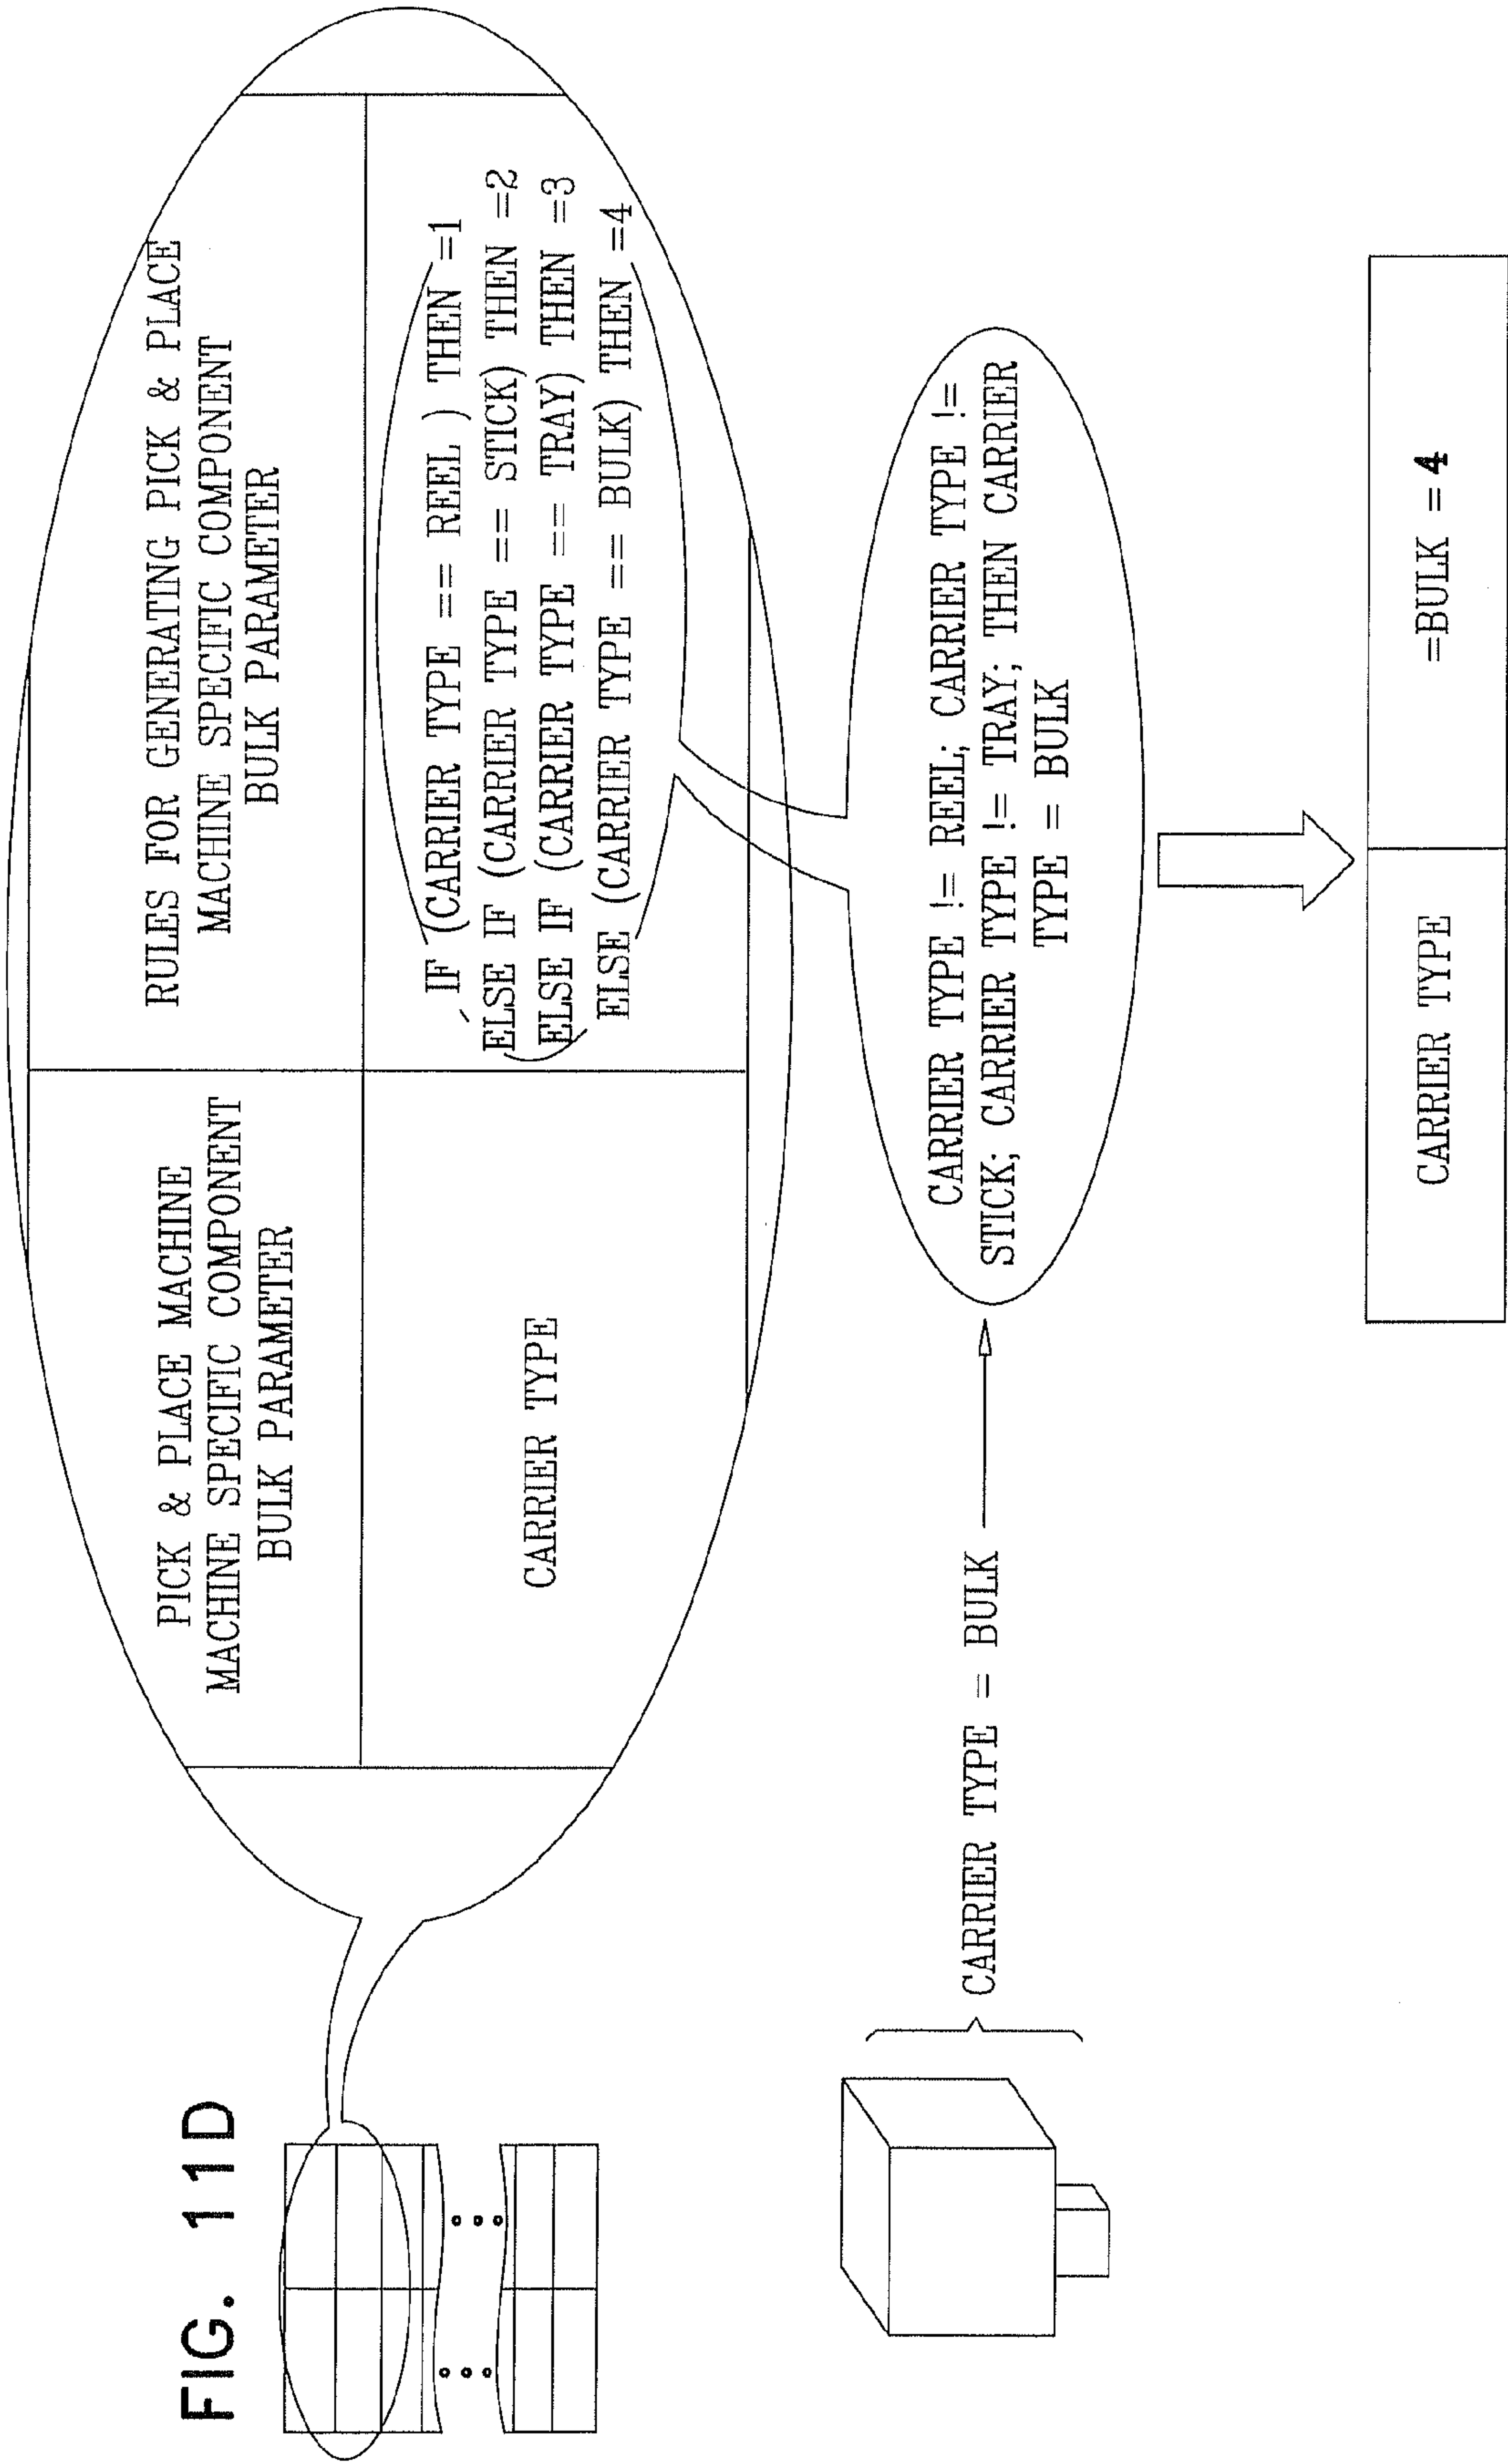 FIG. 11D
PICK & PLACE MACHINE
MACHINE SPECIFIC COMPONENT
BULK PARAMETER
RULES FOR GENERATING PICK & PLACE
MACHINE SPECIFIC COMPONENT
BULK PARAMETER
CARRIER TYPE
IF (CARRIER TYPE == REEL ) THEN =1
ELSE IF (CARRIER TYPE == STICK) THEN =2
ELSE IF (CARRIER TYPE == TRAY) THEN =3
ELSE (CARRIER TYPE == BULK) THEN =4
CARRIER TYPE = BULK
CARRIER TYPE != REEL; CARRIER TYPE !=
STICK; CARRIER TYPE != TRAY; THEN CARRIER
TYPE = BULK
CARRIER TYPE
=BULK =4